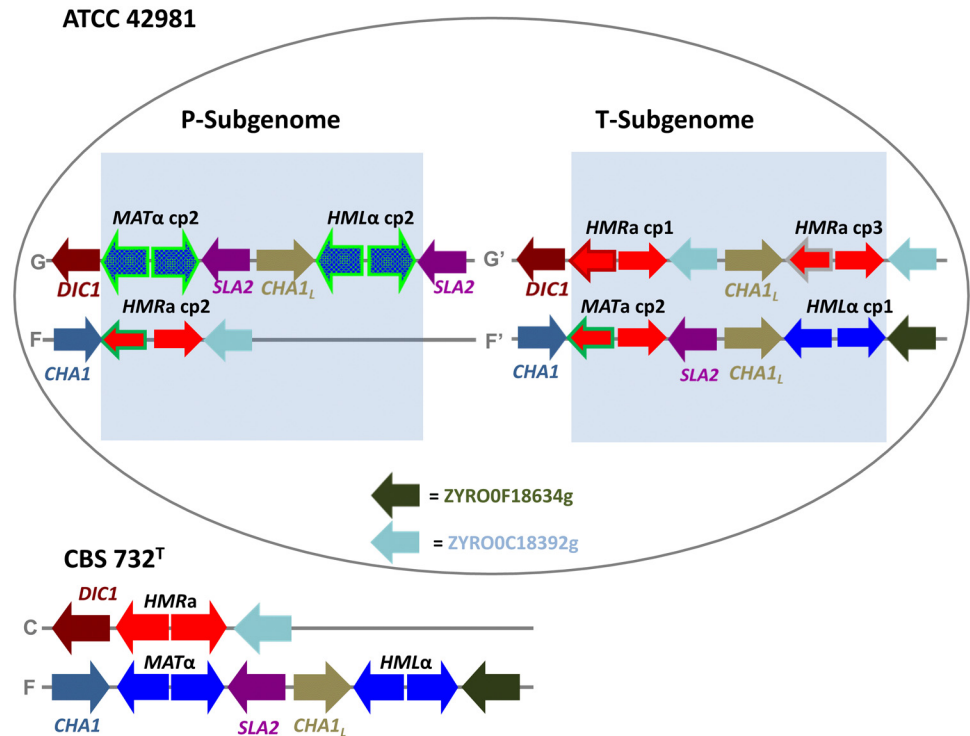 ATCC 42981
P-Subgenome
T-Subgenome
MATα cp2
HMLα cp2
HMRa cp1
HMRa cp3
G
G’
DIC1
SLA2
CHA1L
SLA2
DIC1
CHA1L
HMRa cp2
MATa cp2
HMLα cp1
F
F’
CHA1
CHA1
SLA2
CHA1L
= ZYRO0F18634g
= ZYRO0C18392g
CBS 732T
DIC1
HMRa
C
MATα
HMLα
F
CHA1
SLA2
CHA1L